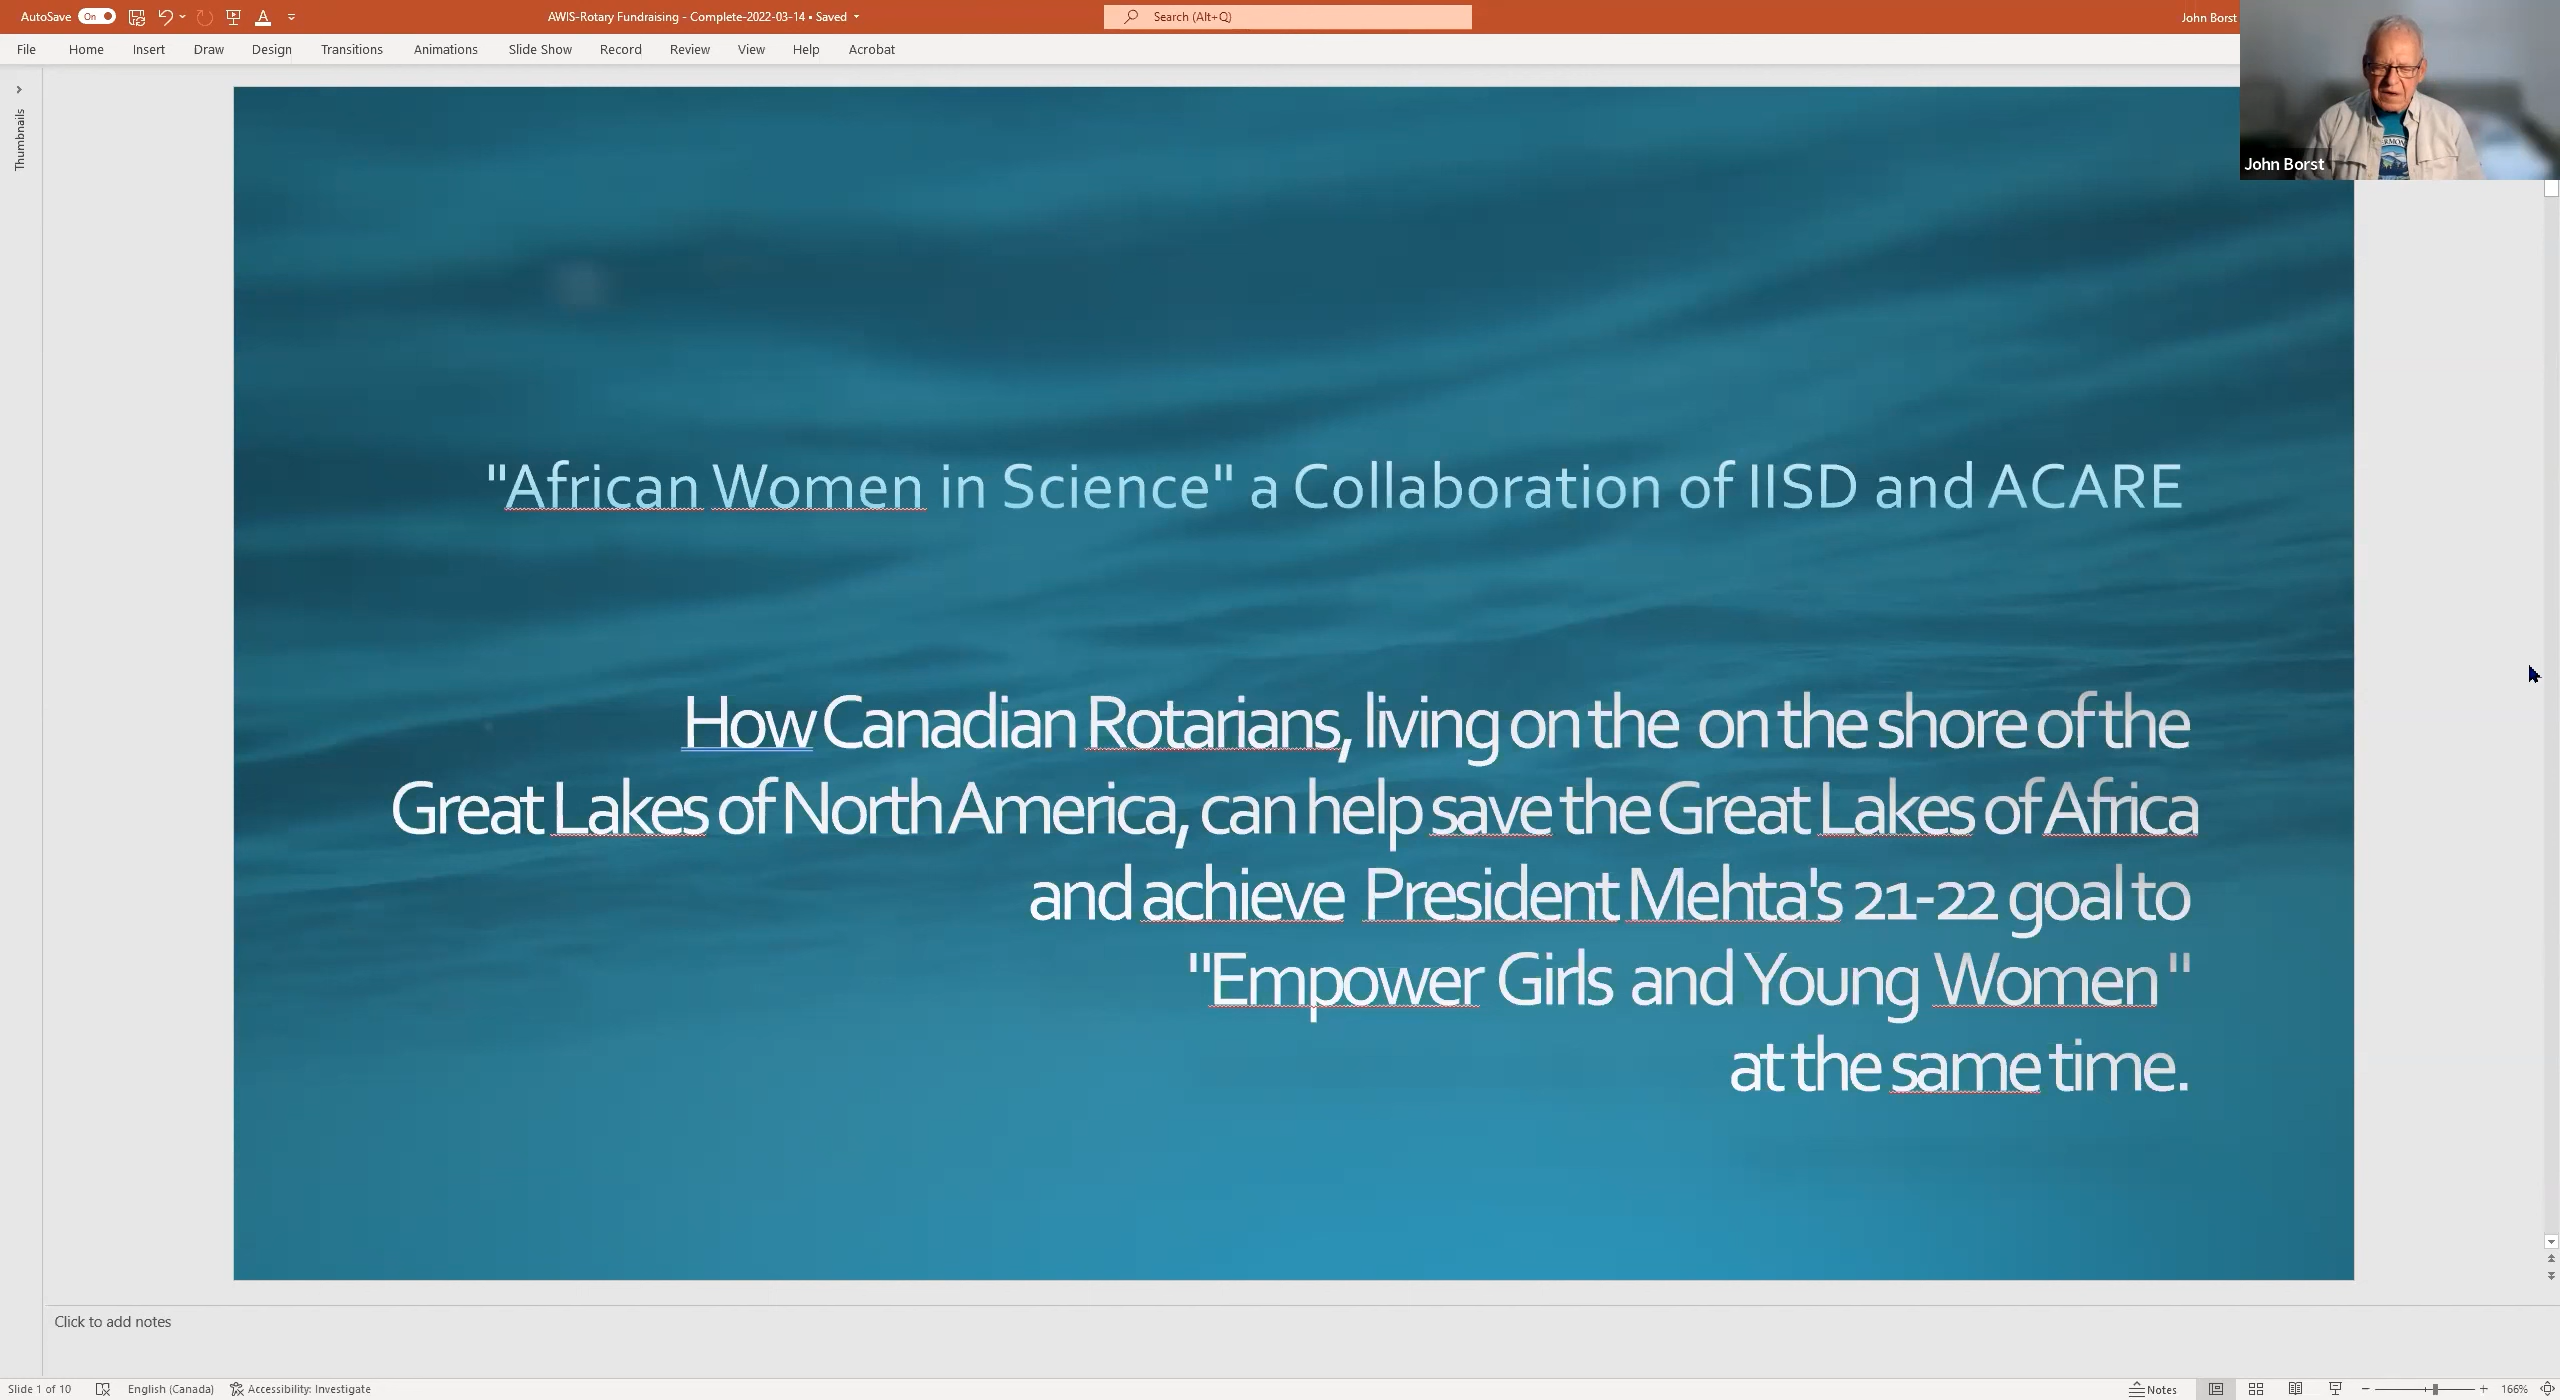 AutoSave On AWIS-Rotary Fundraising - Complete-2022-03-14 • Saved Search (Alt+Q) John Borst
File Home Insert Draw Design Transitions Animations Slide Show Record Review View Help Acrobat
Thumbnails
John Borst
"African Women in Science" a Collaboration of IISD and ACARE
How Canadian Rotarians, living on the on the shore of the
Great Lakes of North America, can help save the Great Lakes of Africa
and achieve President Mehta's 21-22 goal to
"Empower Girls and Young Women"
at the same time.
Click to add notes
Slide 1 of 10 English (Canada) Accessibility: Investigate Notes 166%